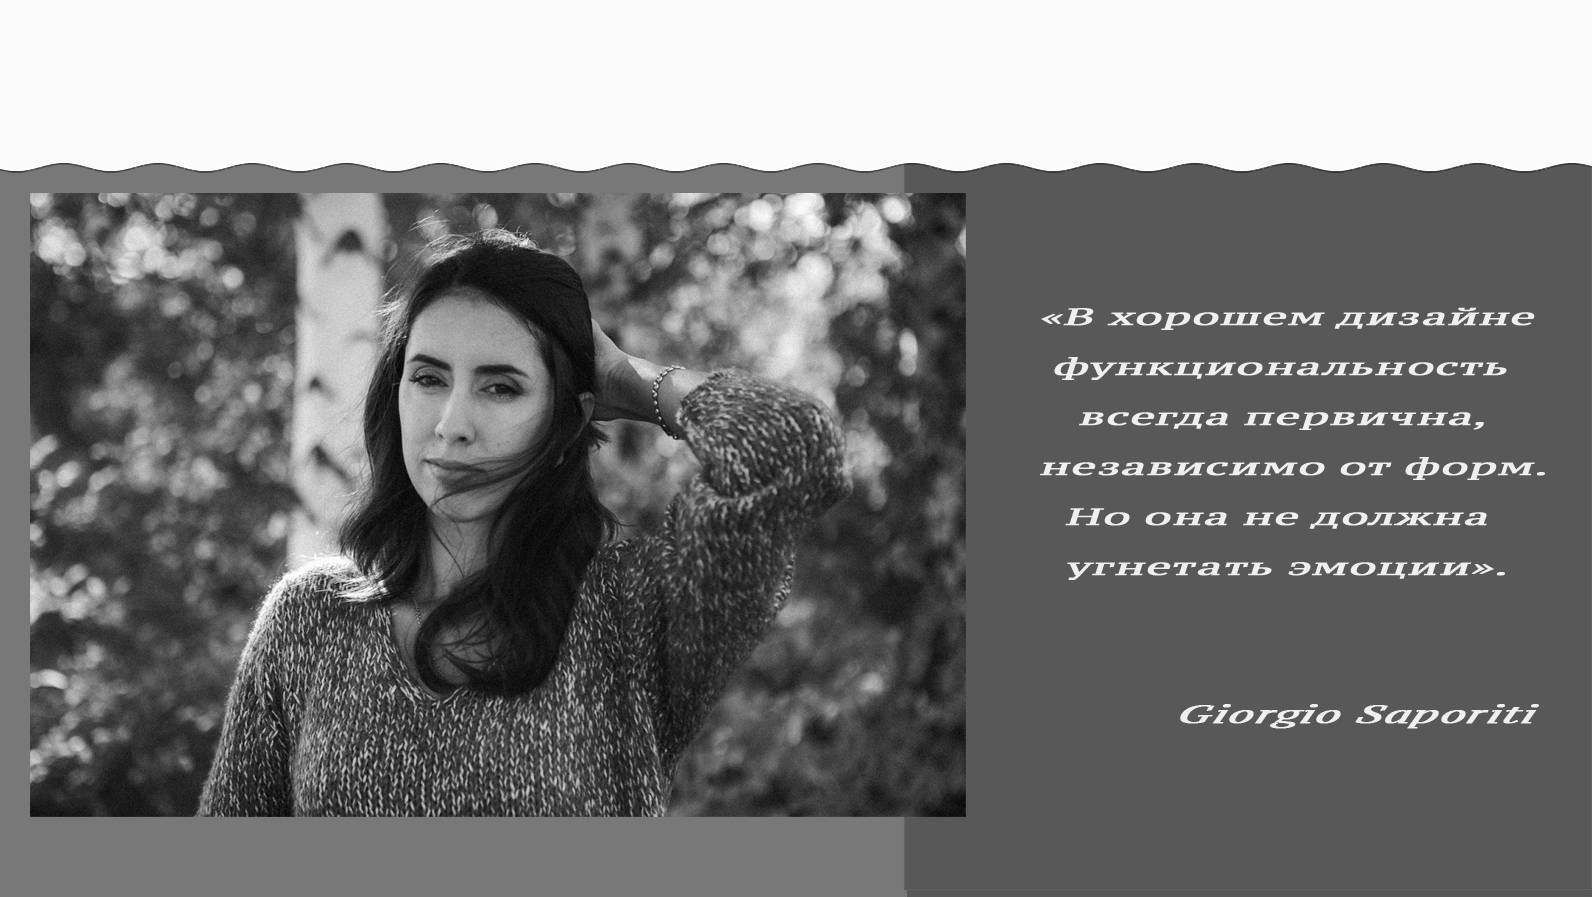 «В хорошем дизайне
функциональность
всегда первична,
независимо от форм.
Но она не должна
угнетать эмоции».
Giorgio Saporiti